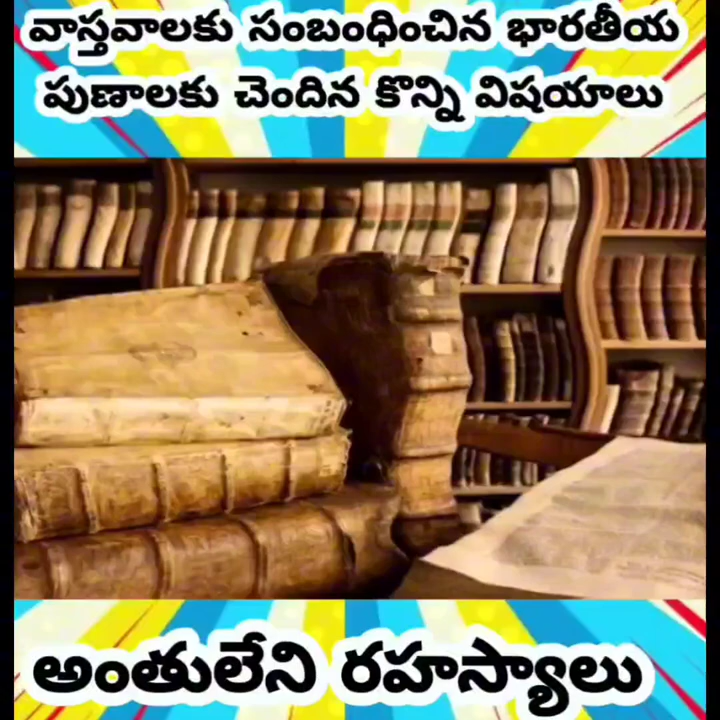 వాస్తవాలకు సంబంధించిన భారతీయ
పుణాలకు చెందిన కొన్ని విషయాలు
అంతులేని రహస్యాలు